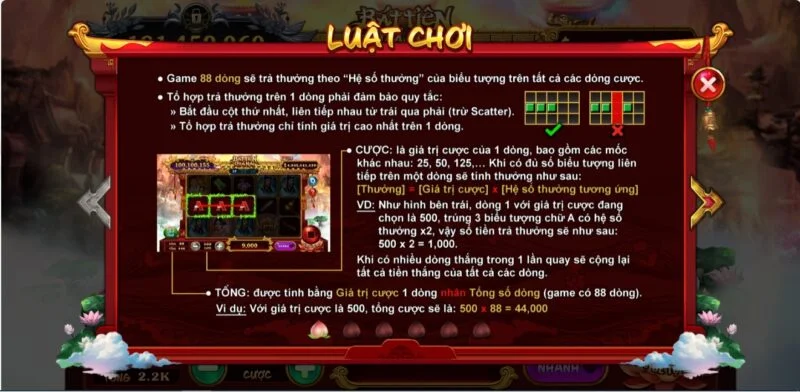 BÁT TIÊN
LUẬT CHƠI
• Game 88 dòng sẽ trả thưởng theo “Hệ số thưởng” của biểu tượng trên tất cả các dòng cược.
• Tổ hợp trả thưởng trên 1 dòng phải đảm bảo quy tắc:
» Bắt đầu cột thứ nhất, liên tiếp nhau từ trái qua phải (trừ Scatter).
» Tổ hợp trả thưởng chỉ tính giá trị cao nhất trên 1 dòng.
100,100,155
A A A
9,000
• CƯỢC: là giá trị cược của 1 dòng, bao gồm các mốc
khác nhau: 25, 50, 125,... Khi có đủ số biểu tượng liên
tiếp trên một dòng sẽ tính thưởng như sau:
[Thưởng] = [Giá trị cược] x [Hệ số thưởng tương ứng]
VD: Như hình bên trái, dòng 1 với giá trị cược đang
chọn là 500, trúng 3 biểu tượng chữ A có hệ số
thưởng x2, vậy số tiền trả thưởng sẽ như sau:
500 x 2 = 1,000.
Khi có nhiều dòng thắng trong 1 lần quay sẽ cộng lại
tất cả tiền thắng của tất cả các dòng.
• TỔNG: được tính bằng Giá trị cược 1 dòng nhân Tổng số dòng (game có 88 dòng).
Ví dụ: Với giá trị cược là 500, tổng cược sẽ là: 500 x 88 = 44,000
TỔNG 2.2K
CƯỢC
NHANH